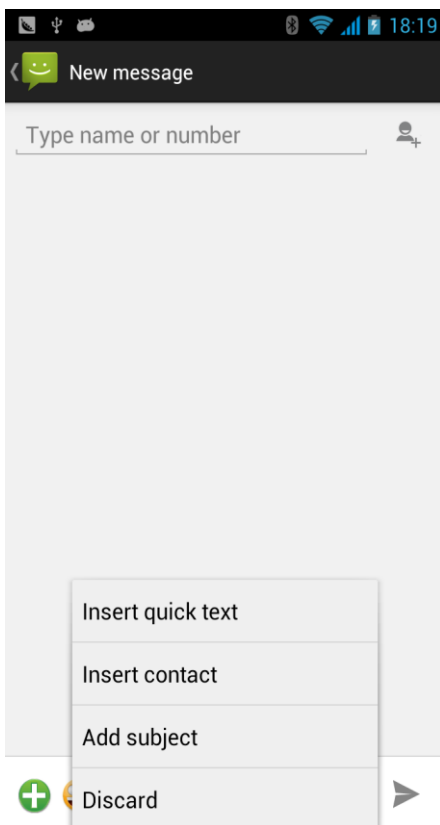 18:19
New message
Type name or number
Insert quick text
Insert contact
Add subject
Discard